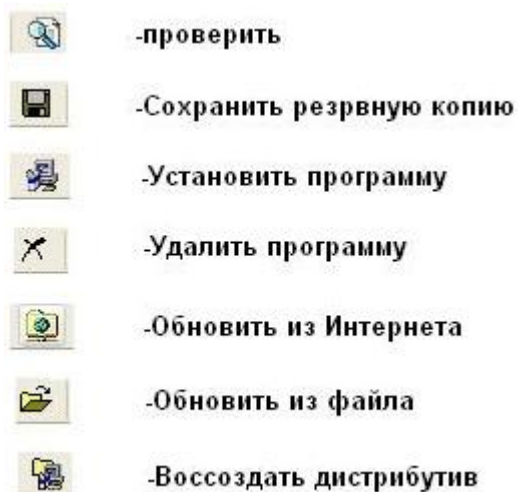 -проверить
-Сохранить резрвную копию
-Установить программу
-Удалить программу
-Обновить из Интернета
-Обновить из файла
-Воссоздать дистрибутив